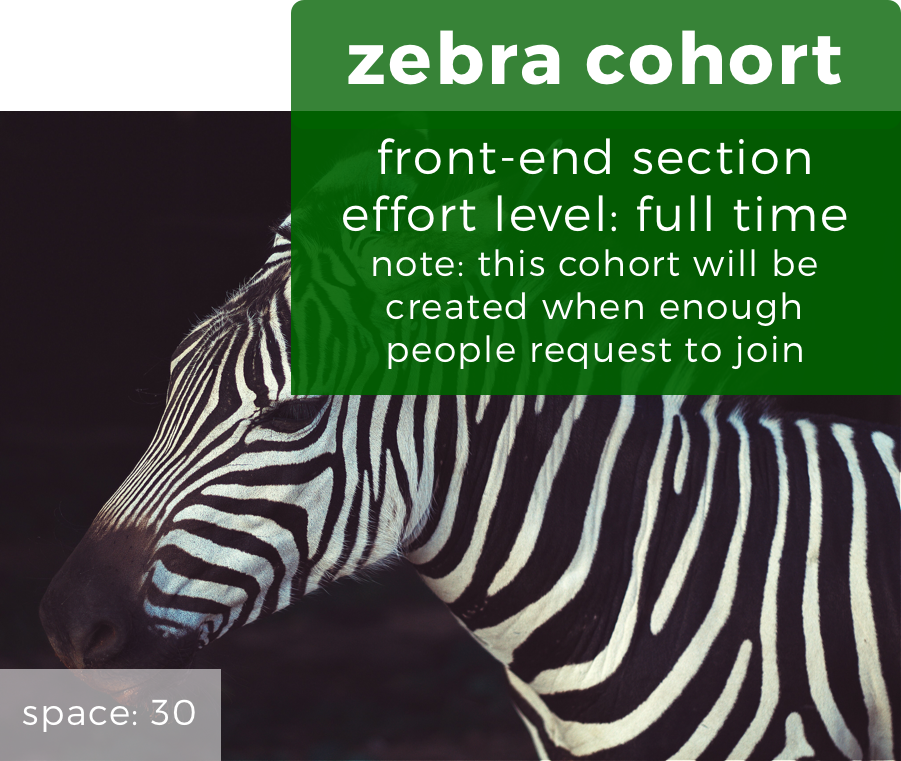 zebra cohort
front-end section
effort level: full time
note: this cohort will be
created when enough
people request to join
space: 30